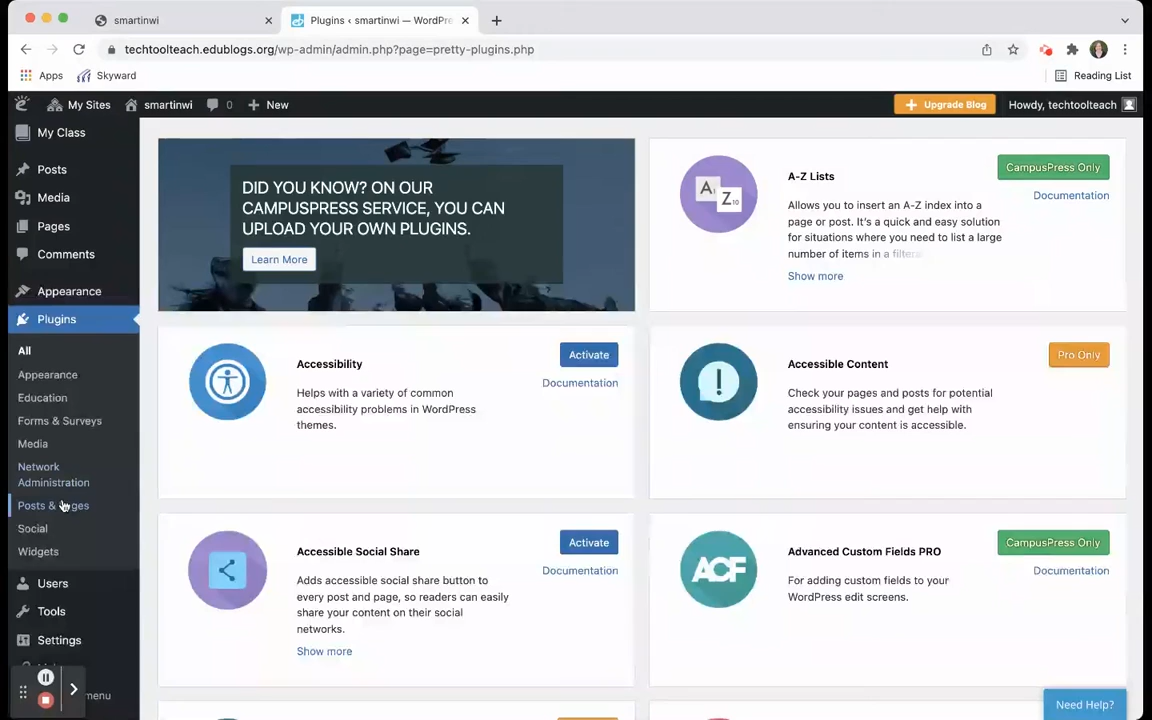 smartinwi
Plugins ‹ smartinwi — WordPre
techtoolteach.edublogs.org/wp-admin/admin.php?page=pretty-plugins.php
Apps
Skyward
Reading List
My Sites
smartinwi
0
New
Upgrade Blog
Howdy, techtoolteach
My Class
Posts
Media
Pages
Comments
Appearance
Plugins
All
Appearance
Education
Forms & Surveys
Media
Network
Administration
Posts & ges
Social
Widgets
Users
Tools
Settings
menu
DID YOU KNOW? ON OUR
CAMPUSPRESS SERVICE, YOU CAN
UPLOAD YOUR OWN PLUGINS.
Learn More
A-Z Lists
CampusPress Only
Documentation
Allows you to insert an A-Z index into a
page or post. It's a quick and easy solution
for situations where you need to list a large
number of items in a filtera
Show more
Accessibility
Activate
Documentation
Helps with a variety of common
accessibility problems in WordPress
themes.
Accessible Content
Pro Only
Check your pages and posts for potential
accessibility issues and get help with
ensuring your content is accessible.
Accessible Social Share
Activate
Documentation
Adds accessible social share button to
every post and page, so readers can easily
share your content on their social
networks.
Show more
Advanced Custom Fields PRO
CampusPress Only
Documentation
For adding custom fields to your
WordPress edit screens.
ACF
A1
Z10
Need Help?